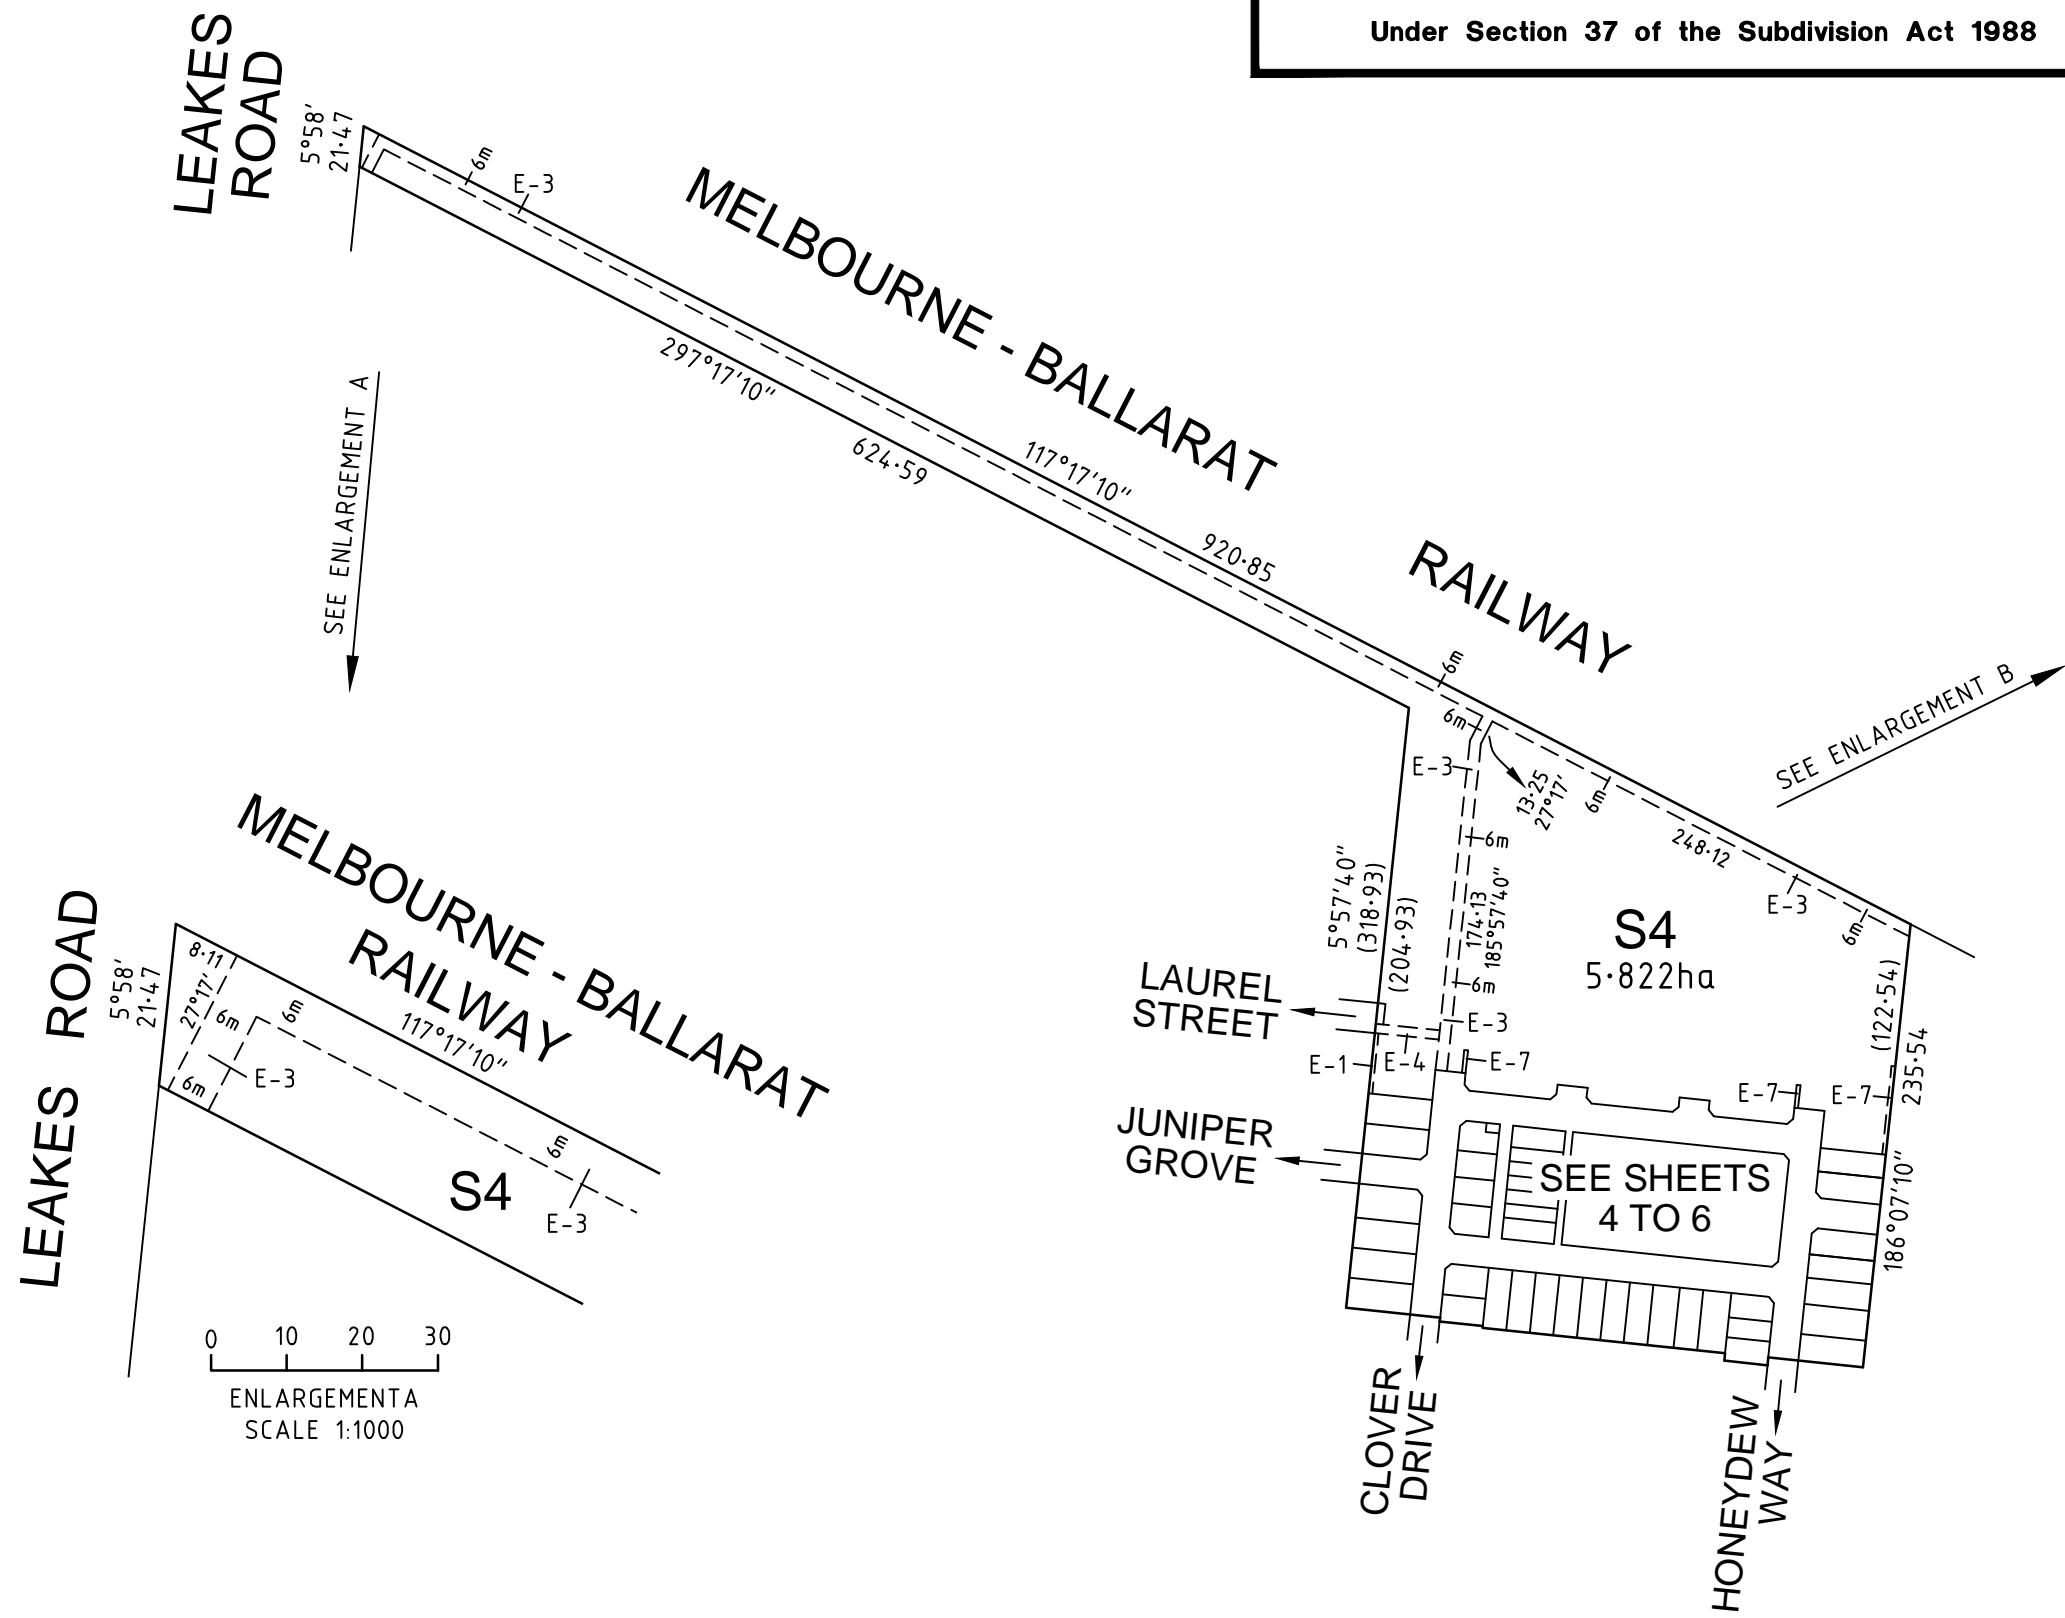 Under Section 37 of the Subdivision Act 1988
LEAKES
ROAD
5°58'
21·47
6m
E-3
MELBOURNE - BALLARAT
RAILWAY
297°17'10"
624·59
117°17'10"
920·85
SEE ENLARGEMENT A
6m
6m
E-3
13·25
27°17'
6m
248·12
E-3
6m
SEE ENLARGEMENT B
6m
174·13
185°57'40"
6m
5°57'40"
(318·93)
(204·93)
S4
5·822ha
(122·54)
235·54
186°07'10"
LAUREL
STREET
E-3
E-1
E-4
E-7
E-7
E-7
JUNIPER
GROVE
SEE SHEETS
4 TO 6
CLOVER
DRIVE
HONEYDEW
WAY
MELBOURNE - BALLARAT
RAILWAY
LEAKES ROAD
5°58'
21·47
8·11
27°17'
6m
6m
117°17'10"
E-3
6m
6m
S4
E-3
0 10 20 30
ENLARGEMENT A
SCALE 1:1000